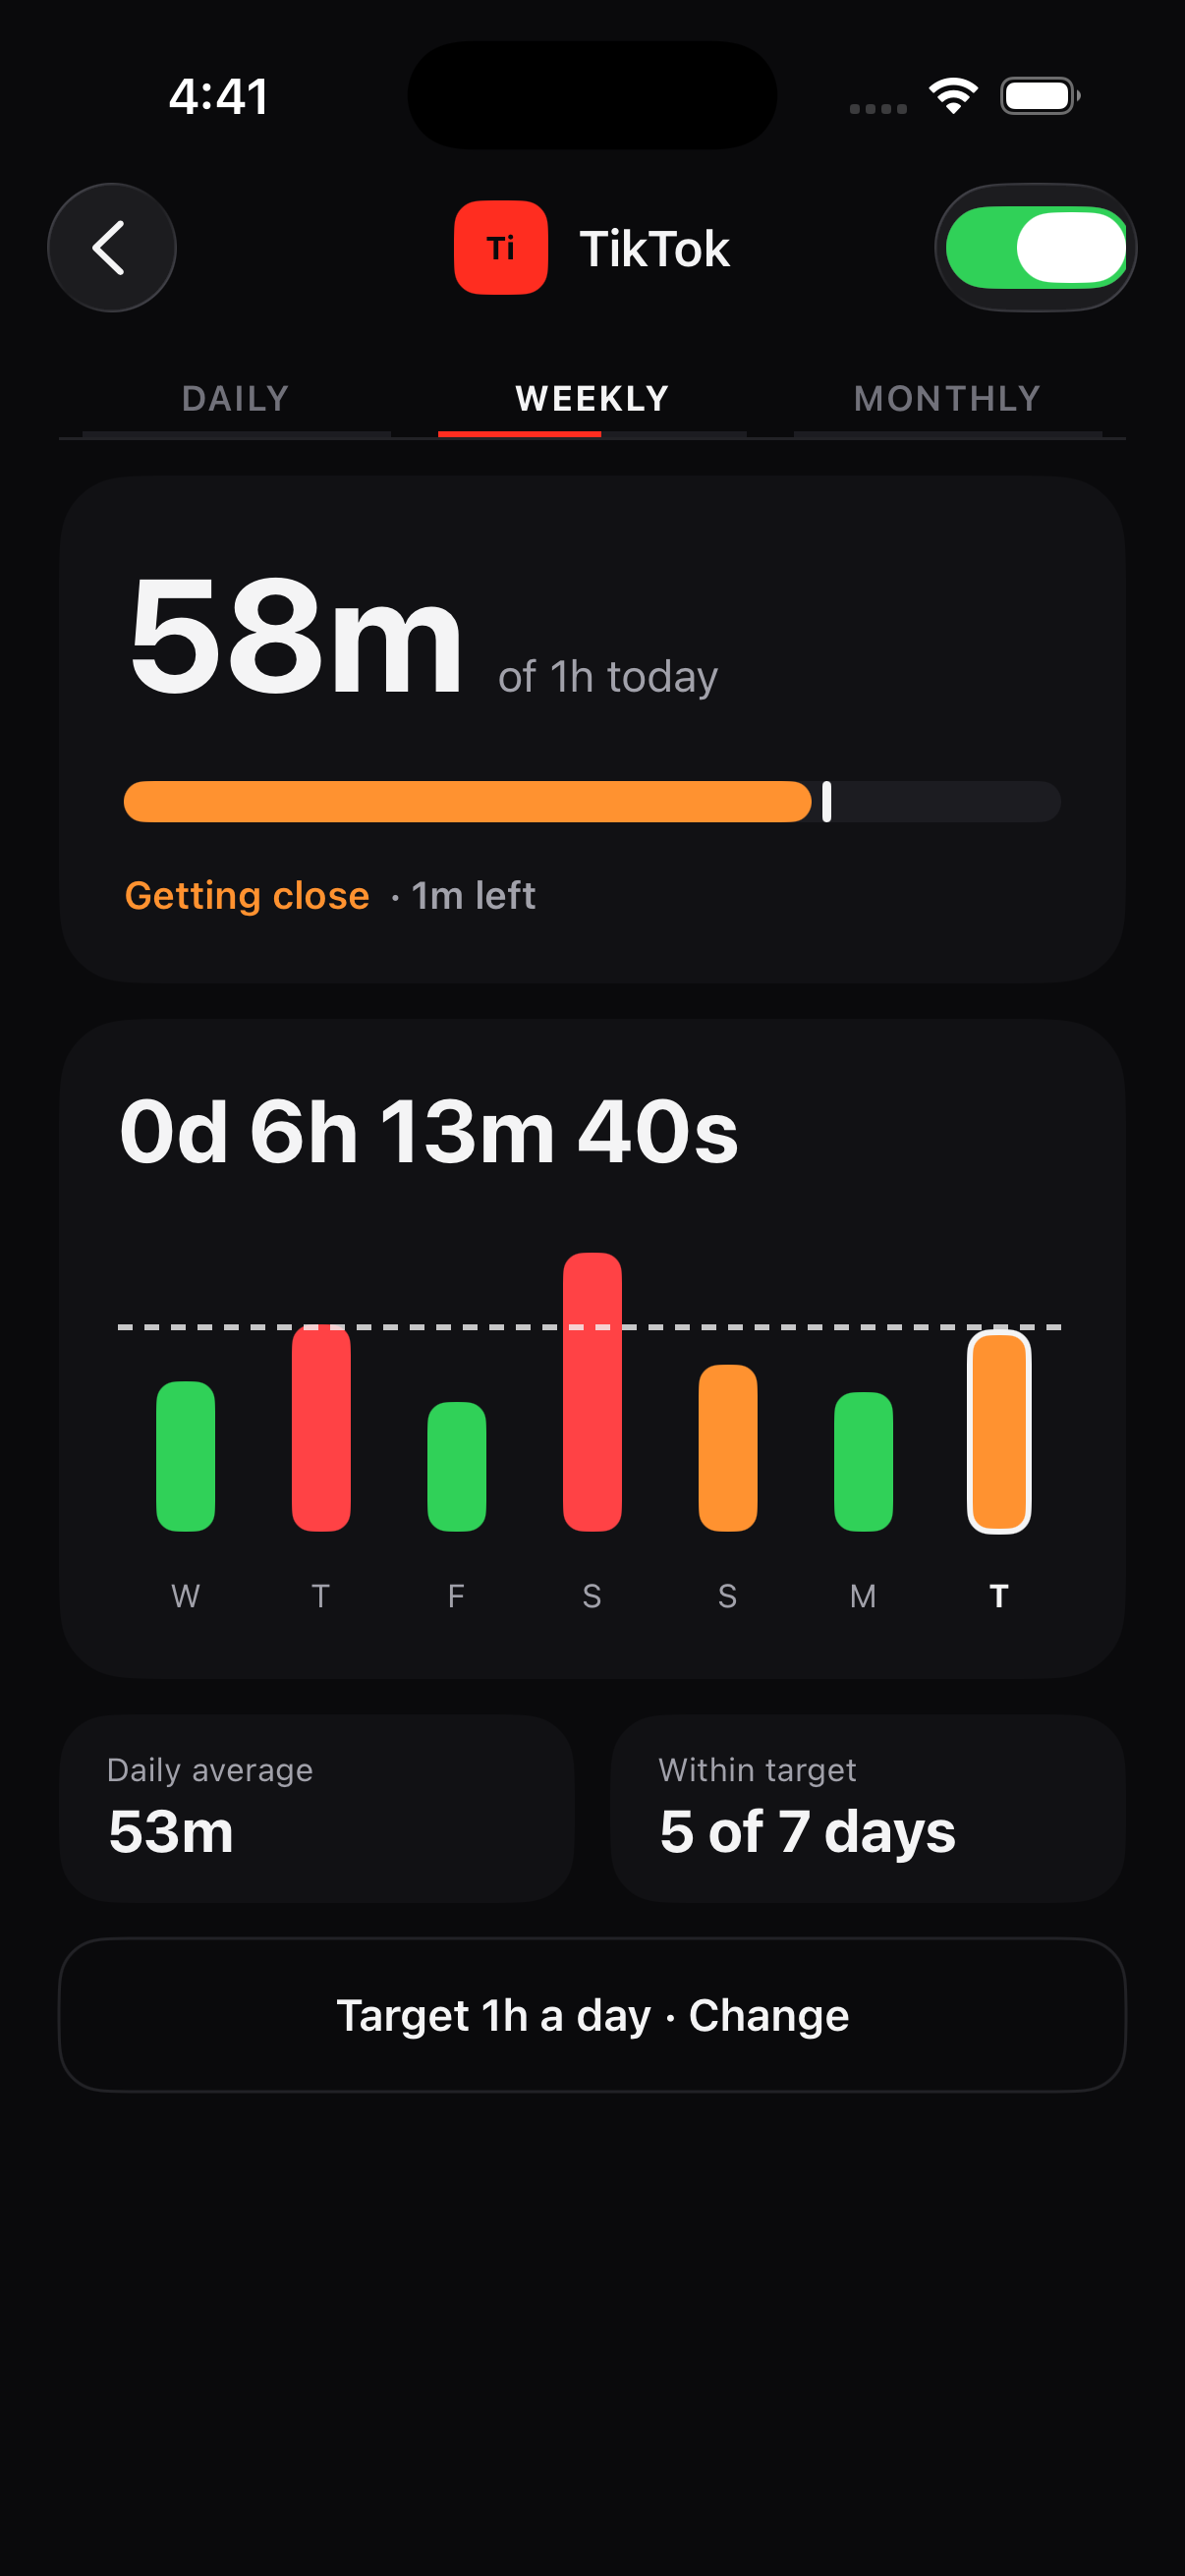 4:41
Ti TikTok
DAILY WEEKLY MONTHLY
58m of 1h today
Getting close · 1m left
0d 6h 13m 40s
W T F S S M T
Daily average
53m
Within target
5 of 7 days
Target 1h a day · Change